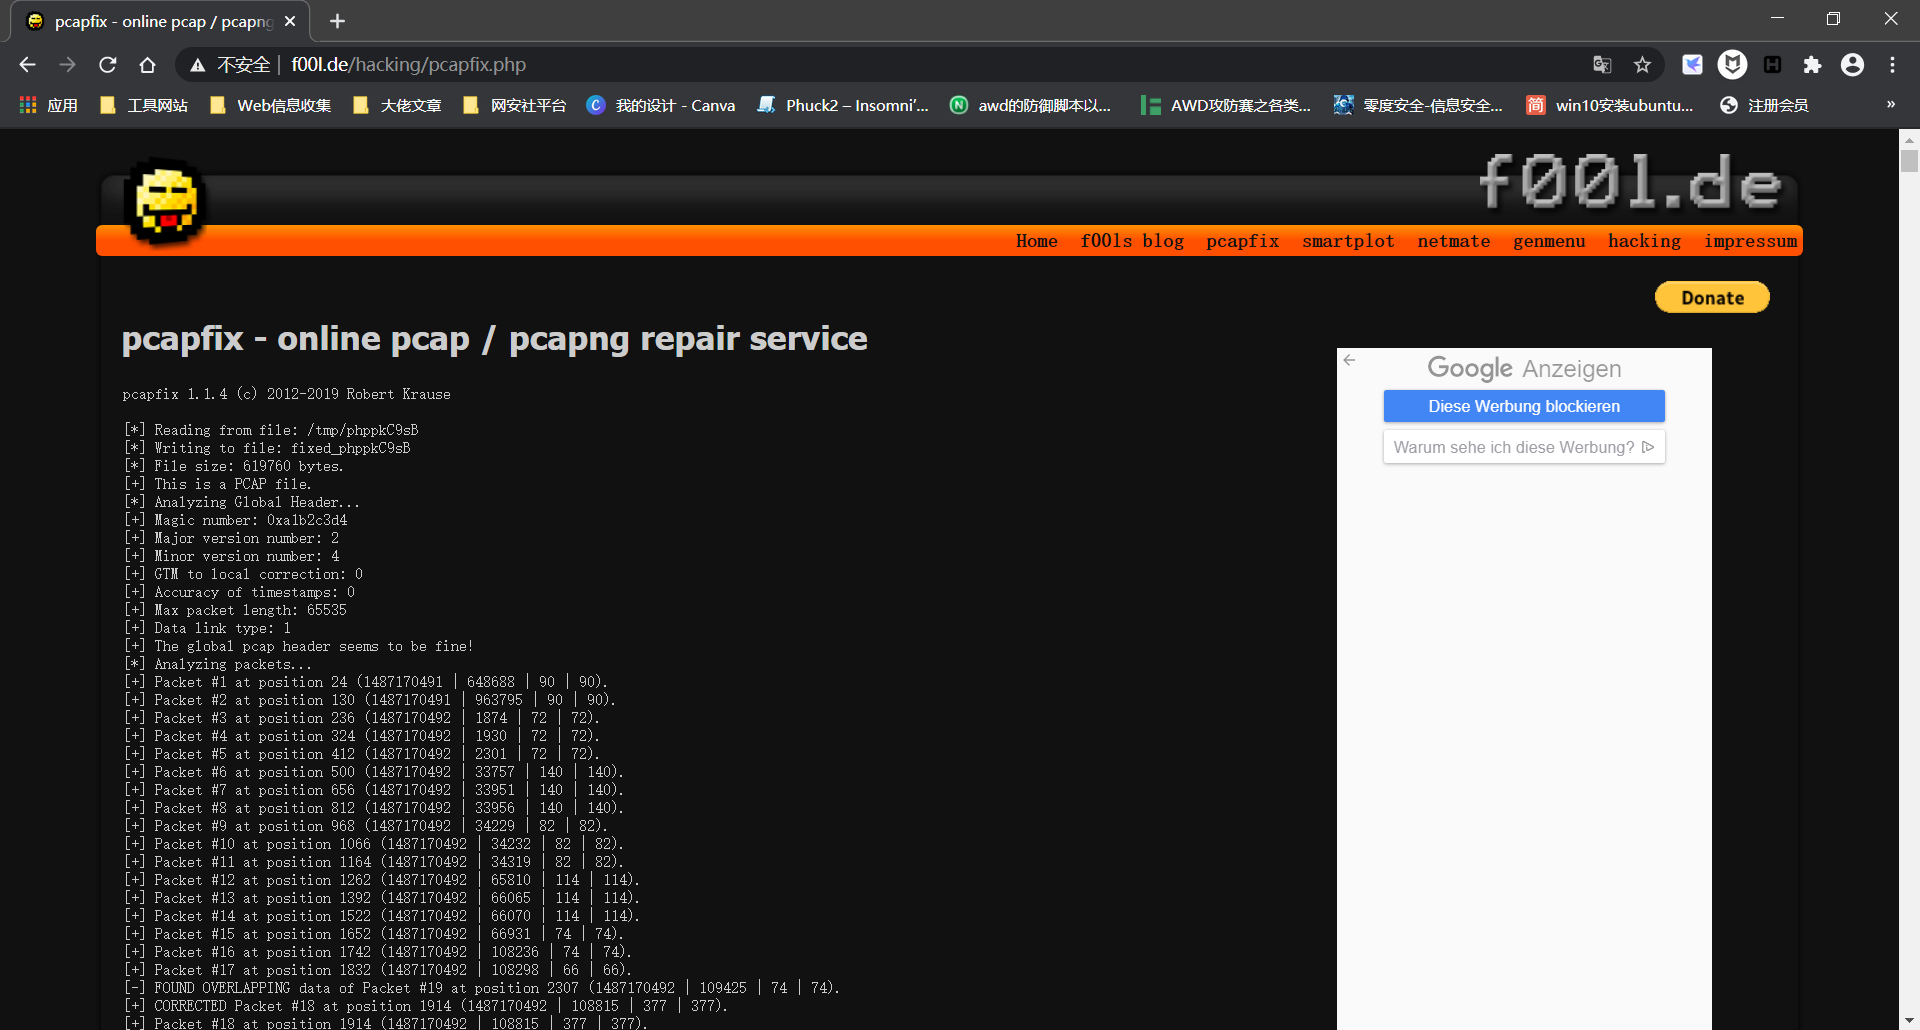 pcapfix - online pcap / pcapng
不安全 | f00l.de/hacking/pcapfix.php
应用 工具网站 Web信息收集 大佬文章 网安社平台 我的设计 - Canva Phuck2 – Insomni'... awd的防御脚本以... AWD攻防赛之各类... 零度安全-信息安全... win10安装ubuntu... 注册会员 »
f00l.de
Home f00ls blog pcapfix smartplot netmate genmenu hacking impressum
Donate
pcapfix - online pcap / pcapng repair service
Google Anzeigen
Diese Werbung blockieren
Warum sehe ich diese Werbung?
pcapfix 1.1.4 (c) 2012-2019 Robert Krause
[*] Reading from file: /tmp/phppkC9sB
[*] Writing to file: fixed_phppkC9sB
[*] File size: 619760 bytes.
[+] This is a PCAP file.
[*] Analyzing Global Header...
[+] Magic number: 0xa1b2c3d4
[+] Major version number: 2
[+] Minor version number: 4
[+] GTM to local correction: 0
[+] Accuracy of timestamps: 0
[+] Max packet length: 65535
[+] Data link type: 1
[+] The global pcap header seems to be fine!
[*] Analyzing packets...
[+] Packet #1 at position 24 (1487170491 | 648688 | 90 | 90).
[+] Packet #2 at position 130 (1487170491 | 963795 | 90 | 90).
[+] Packet #3 at position 236 (1487170492 | 1874 | 72 | 72).
[+] Packet #4 at position 324 (1487170492 | 1930 | 72 | 72).
[+] Packet #5 at position 412 (1487170492 | 2301 | 72 | 72).
[+] Packet #6 at position 500 (1487170492 | 33757 | 140 | 140).
[+] Packet #7 at position 656 (1487170492 | 33951 | 140 | 140).
[+] Packet #8 at position 812 (1487170492 | 33956 | 140 | 140).
[+] Packet #9 at position 968 (1487170492 | 34229 | 82 | 82).
[+] Packet #10 at position 1066 (1487170492 | 34232 | 82 | 82).
[+] Packet #11 at position 1164 (1487170492 | 34319 | 82 | 82).
[+] Packet #12 at position 1262 (1487170492 | 65810 | 114 | 114).
[+] Packet #13 at position 1392 (1487170492 | 66065 | 114 | 114).
[+] Packet #14 at position 1522 (1487170492 | 66070 | 114 | 114).
[+] Packet #15 at position 1652 (1487170492 | 66931 | 74 | 74).
[+] Packet #16 at position 1742 (1487170492 | 108236 | 74 | 74).
[+] Packet #17 at position 1832 (1487170492 | 108298 | 66 | 66).
[-] FOUND OVERLAPPING data of Packet #19 at position 2307 (1487170492 | 109425 | 74 | 74).
[+] CORRECTED Packet #18 at position 1914 (1487170492 | 108815 | 377 | 377).
[+] Packet #18 at position 1914 (1487170492 | 108815 | 377 | 377).